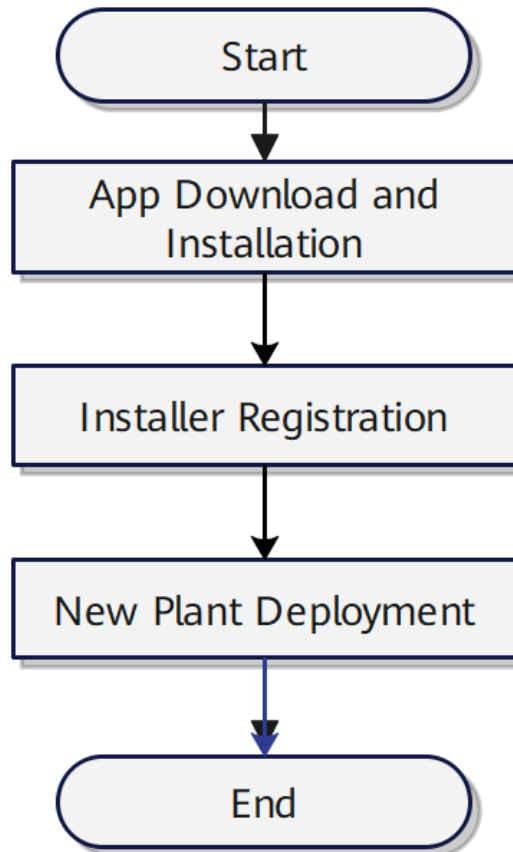 Start
App Download and
Installation
Installer Registration
New Plant Deployment
End